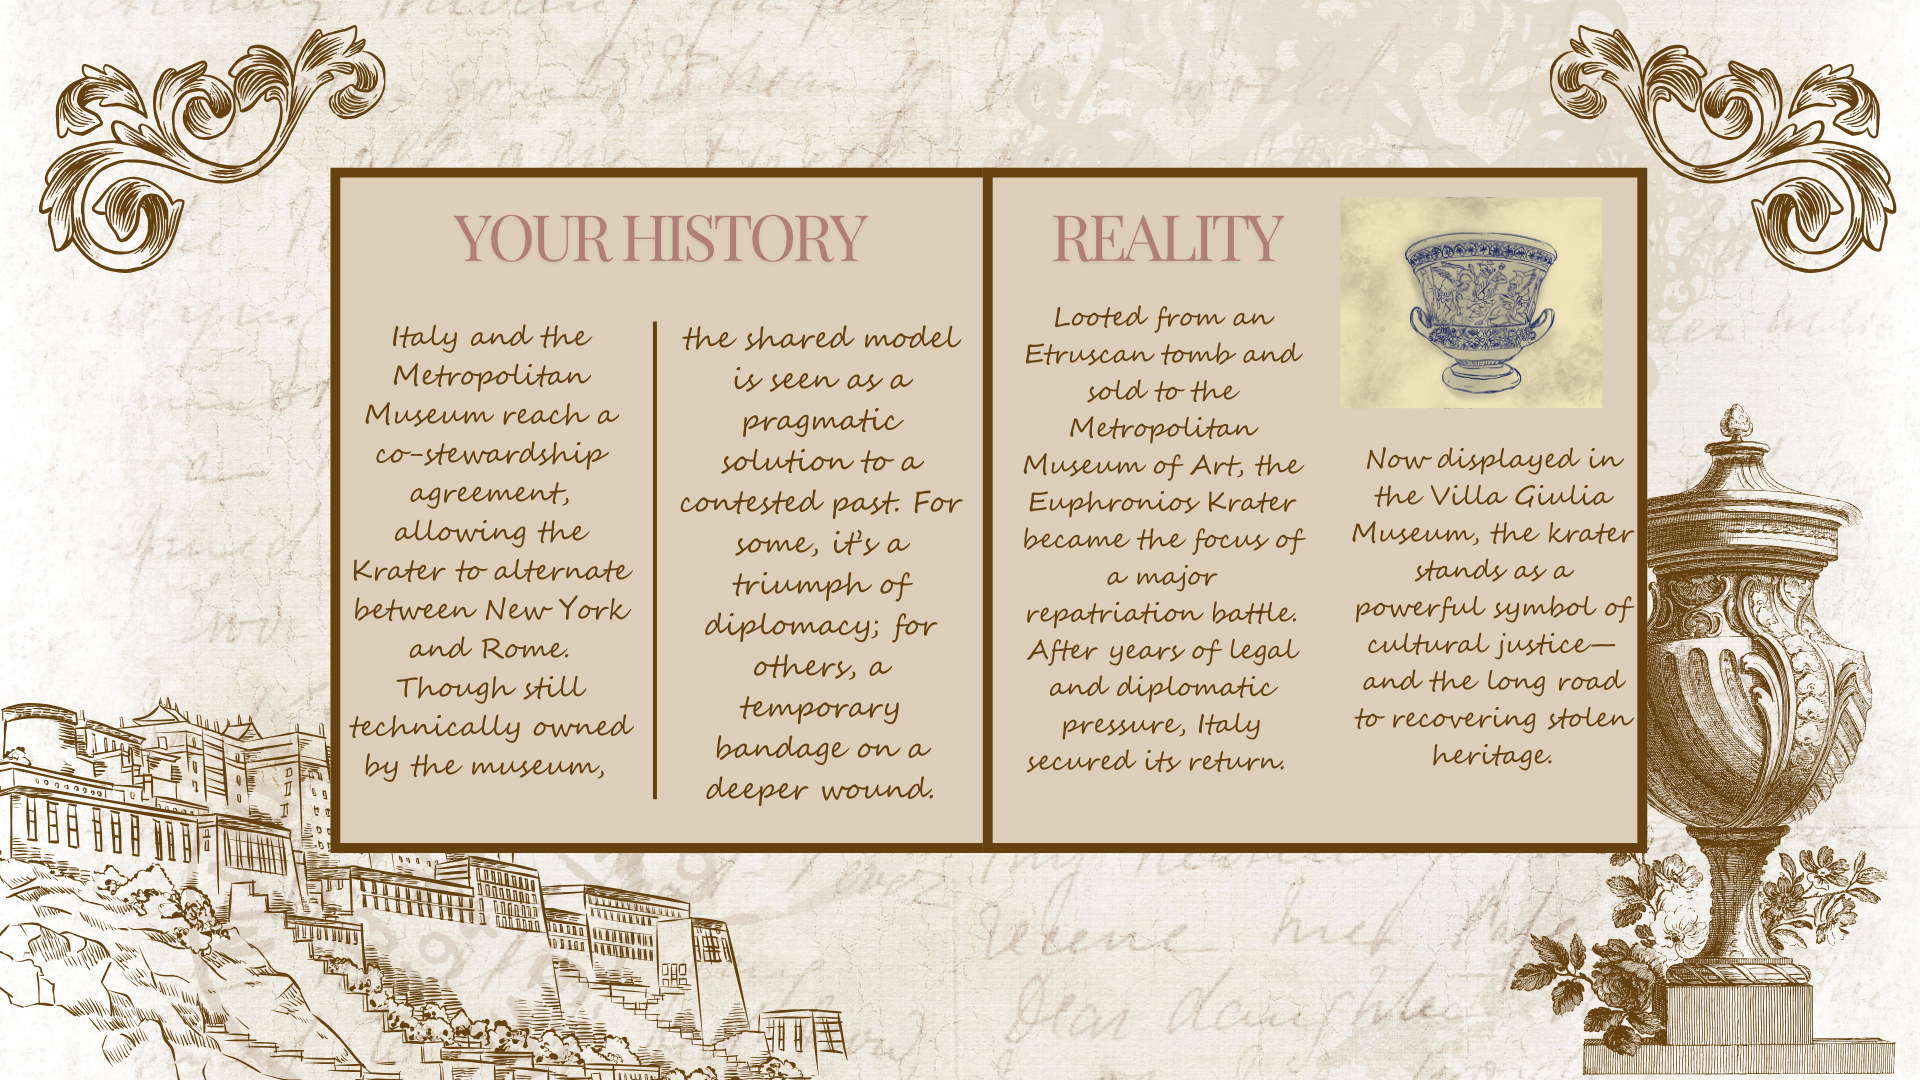 YOUR HISTORY
Italy and the
Metropolitan
Museum reach a
co-stewardship
agreement,
allowing the
Krater to alternate
between New York
and Rome.
Though still
technically owned
by the museum,
the shared model
is seen as a
pragmatic
solution to a
contested past. For
some, it's a
triumph of
diplomacy; for
others, a
temporary
bandage on a
deeper wound.
REALITY
Looted from an
Etruscan tomb and
sold to the
Metropolitan
Museum of Art, the
Euphronios Krater
became the focus of
a major
repatriation battle.
After years of legal
and diplomatic
pressure, Italy
secured its return.
Now displayed in
the Villa Giulia
Museum, the krater
stands as a
powerful symbol of
cultural justice—
and the long road
to recovering stolen
heritage.
Dear daughter